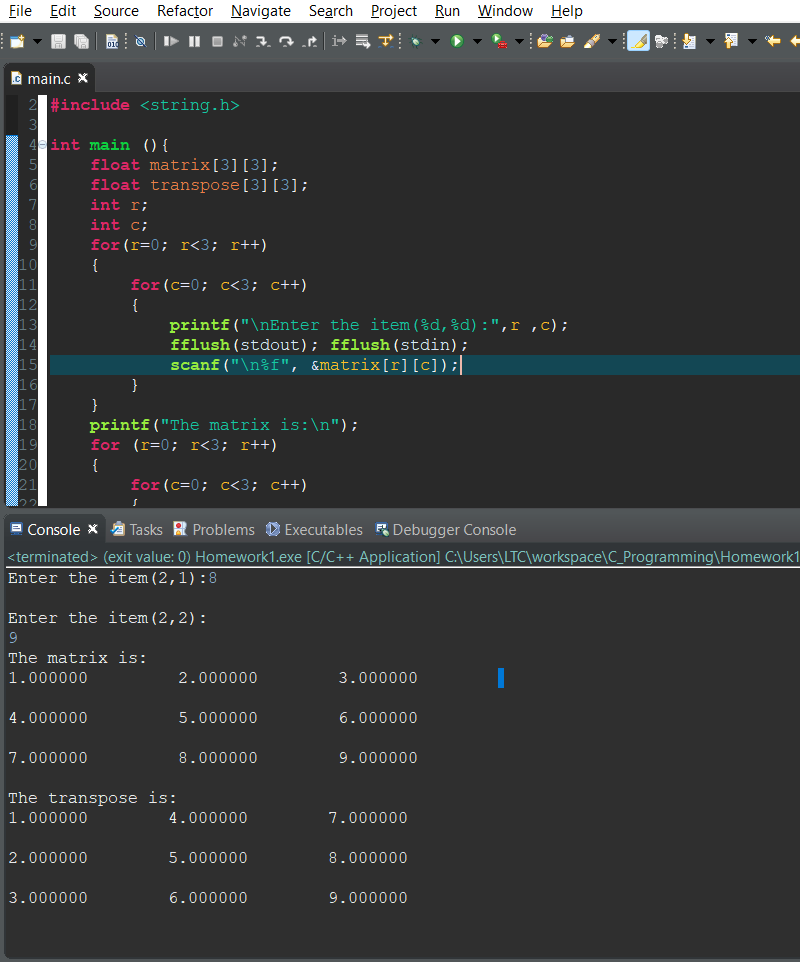 File Edit Source Refactor Navigate Search Project Run Window Help
main.c
2 #include <string.h>
3
4 int main (){
5 float matrix[3][3];
6 float transpose[3][3];
7 int r;
8 int c;
9 for(r=0; r<3; r++)
10 {
11 for(c=0; c<3; c++)
12 {
13 printf("\nEnter the item(%d,%d):",r ,c);
14 fflush(stdout); fflush(stdin);
15 scanf("\n%f", &matrix[r][c]);
16 }
17 }
18 printf("The matrix is:\n");
19 for (r=0; r<3; r++)
20 {
21 for(c=0; c<3; c++)
22 {
Console Tasks Problems Executables Debugger Console
<terminated> (exit value: 0) Homework1.exe [C/C++ Application] C:\Users\LTC\workspace\C_Programming\Homework1
Enter the item(2,1):8
Enter the item(2,2):
9
The matrix is:
1.000000 2.000000 3.000000
4.000000 5.000000 6.000000
7.000000 8.000000 9.000000
The transpose is:
1.000000 4.000000 7.000000
2.000000 5.000000 8.000000
3.000000 6.000000 9.000000